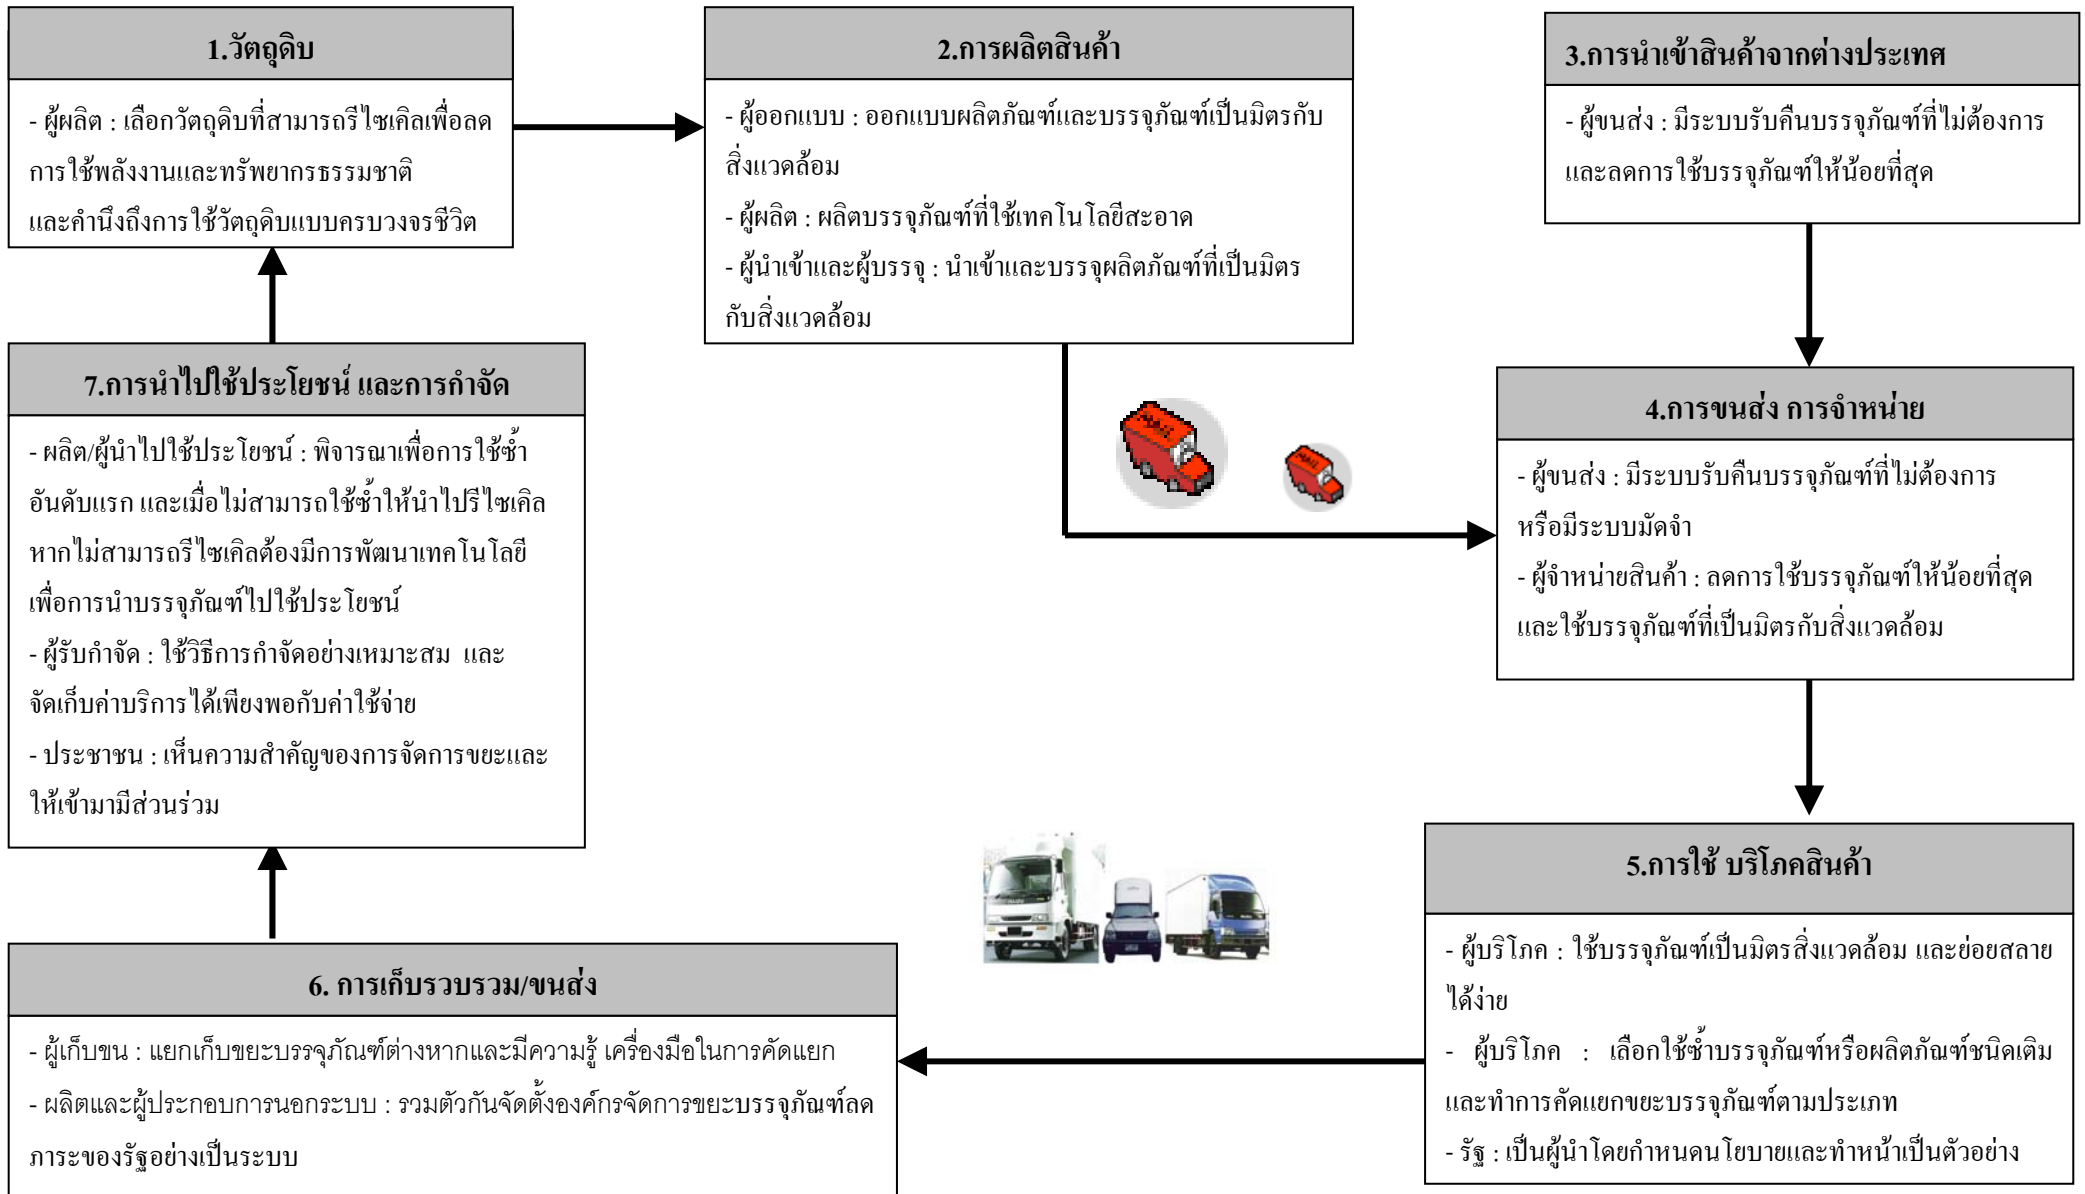 1.วัตถุดิบ
- ผู้ผลิต : เลือกวัตถุดิบที่สามารถรีไซเคิลเพื่อลด
การใช้พลังงานและทรัพยากรธรรมชาติ
และคำนึงถึงการใช้วัตถุดิบแบบครบวงจรชีวิต
2.การผลิตสินค้า
- ผู้ออกแบบ : ออกแบบผลิตภัณฑ์และบรรจุภัณฑ์เป็นมิตรกับ
สิ่งแวดล้อม
- ผู้ผลิต : ผลิตบรรจุภัณฑ์ที่ใช้เทคโนโลยีสะอาด
- ผู้นำเข้าและผู้บรรจุ : นำเข้าและบรรจุผลิตภัณฑ์ที่เป็นมิตร
กับสิ่งแวดล้อม
3.การนำเข้าสินค้าจากต่างประเทศ
- ผู้ขนส่ง : มีระบบรับคืนบรรจุภัณฑ์ที่ไม่ต้องการ
และลดการใช้บรรจุภัณฑ์ให้น้อยที่สุด
4.การขนส่ง การจำหน่าย
- ผู้ขนส่ง : มีระบบรับคืนบรรจุภัณฑ์ที่ไม่ต้องการ
หรือมีระบบมัดจำ
- ผู้จำหน่ายสินค้า : ลดการใช้บรรจุภัณฑ์ให้น้อยที่สุด
และใช้บรรจุภัณฑ์ที่เป็นมิตรกับสิ่งแวดล้อม
MAIL
5.การใช้ บริโภคสินค้า
- ผู้บริโภค : ใช้บรรจุภัณฑ์เป็นมิตรสิ่งแวดล้อม และย่อยสลาย
ได้ง่าย
- ผู้บริโภค : เลือกใช้ซ้ำบรรจุภัณฑ์หรือผลิตภัณฑ์ชนิดเติม
และทำการคัดแยกขยะบรรจุภัณฑ์ตามประเภท
- รัฐ : เป็นผู้นำโดยกำหนดนโยบายและทำหน้าเป็นตัวอย่าง
6. การเก็บรวบรวม/ขนส่ง
- ผู้เก็บขน : แยกเก็บขยะบรรจุภัณฑ์ต่างหากและมีความรู้ เครื่องมือในการคัดแยก
- ผลิตและผู้ประกอบการนอกระบบ : รวมตัวกันจัดตั้งองค์กรจัดการขยะบรรจุภัณฑ์ลด
ภาระของรัฐอย่างเป็นระบบ
7.การนำไปใช้ประโยชน์ และการกำจัด
- ผลิต/ผู้นำไปใช้ประโยชน์ : พิจารณาเพื่อการใช้ซ้ำ
อันดับแรก และเมื่อไม่สามารถใช้ซ้ำให้นำไปรีไซเคิล
หากไม่สามารถรีไซเคิลต้องมีการพัฒนาเทคโนโลยี
เพื่อการนำบรรจุภัณฑ์ไปใช้ประโยชน์
- ผู้รับกำจัด : ใช้วิธีการกำจัดอย่างเหมาะสม และ
จัดเก็บค่าบริการได้เพียงพอกับค่าใช้จ่าย
- ประชาชน : เห็นความสำคัญของการจัดการขยะและ
ให้เข้ามามีส่วนร่วม